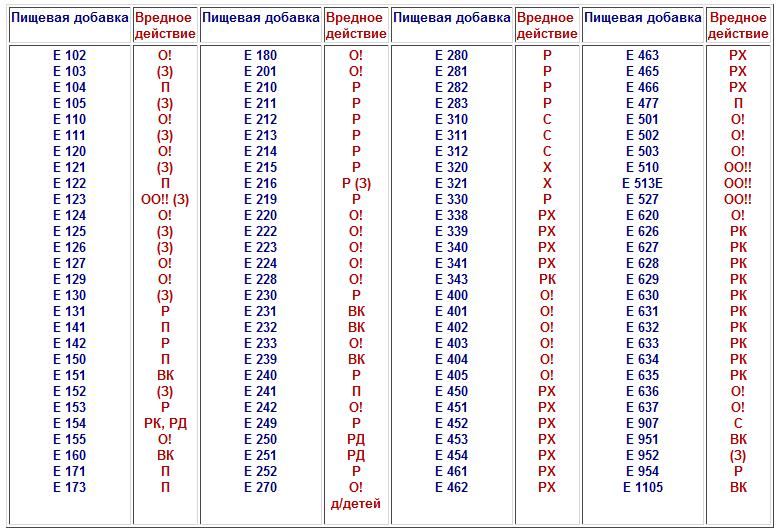 Пищевая добавка Вредное действие Пищевая добавка Вредное действие Пищевая добавка Вредное действие Пищевая добавка Вредное действие
Е 102 О! Е 180 О! Е 280 Р Е 463 РХ
Е 103 (З) Е 201 О! Е 281 Р Е 465 РХ
Е 104 П Е 210 Р Е 282 Р Е 466 РХ
Е 105 (З) Е 211 Р Е 283 Р Е 477 П
Е 110 О! Е 212 Р Е 310 С Е 501 О!
Е 111 (З) Е 213 Р Е 311 С Е 502 О!
Е 120 О! Е 214 Р Е 312 С Е 503 О!
Е 121 (З) Е 215 Р Е 320 Х Е 510 ОО!!
Е 122 П Е 216 Р (З) Е 321 Х Е 513Е ОО!!
Е 123 ОО!! (З) Е 219 Р Е 330 Р Е 527 ОО!!
Е 124 О! Е 220 О! Е 338 РХ Е 620 О!
Е 125 (З) Е 222 О! Е 339 РХ Е 626 РК
Е 126 (З) Е 223 О! Е 340 РХ Е 627 РК
Е 127 О! Е 224 О! Е 341 РХ Е 628 РК
Е 129 О! Е 228 О! Е 343 РК Е 629 РК
Е 130 (З) Е 230 Р Е 400 О! Е 630 РК
Е 131 Р Е 231 ВК Е 401 О! Е 631 РК
Е 141 П Е 232 ВК Е 402 О! Е 632 РК
Е 142 Р Е 233 О! Е 403 О! Е 633 РК
Е 150 П Е 239 ВК Е 404 О! Е 634 РК
Е 151 ВК Е 240 Р Е 405 О! Е 635 РК
Е 152 (З) Е 241 П Е 450 РХ Е 636 О!
Е 153 Р Е 242 О! Е 451 РХ Е 637 О!
Е 154 РК, РД Е 249 Р Е 452 РХ Е 907 С
Е 155 О! Е 250 РД Е 453 РХ Е 951 ВК
Е 160 ВК Е 251 РД Е 454 РХ Е 952 (З)
Е 171 П Е 252 Р Е 461 РХ Е 954 Р
Е 173 П Е 270 О! Е 462 РХ Е 1105 ВК
д/детей